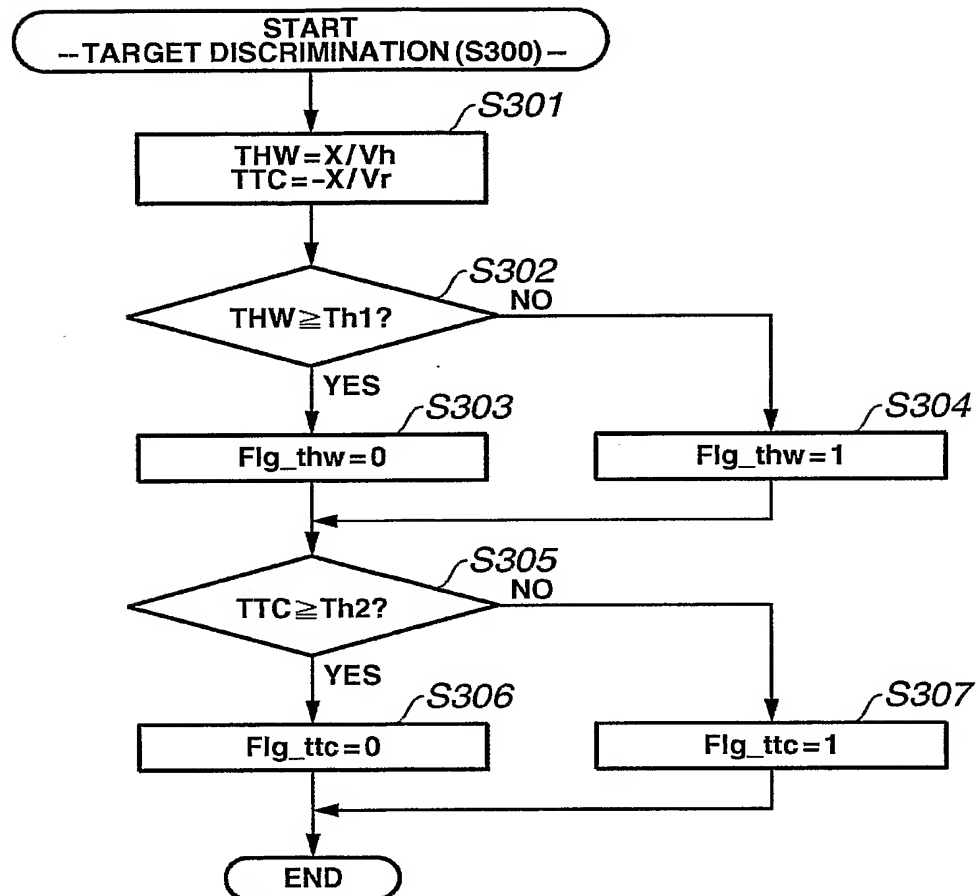 START
--TARGET DISCRIMINATION (S300)--
S301
THW=X/Vh
TTC=-X/Vr
S302
THW≧Th1?
NO
YES
S303
Flg_thw=0
S304
Flg_thw=1
S305
TTC≧Th2?
NO
YES
S306
Flg_ttc=0
S307
Flg_ttc=1
END